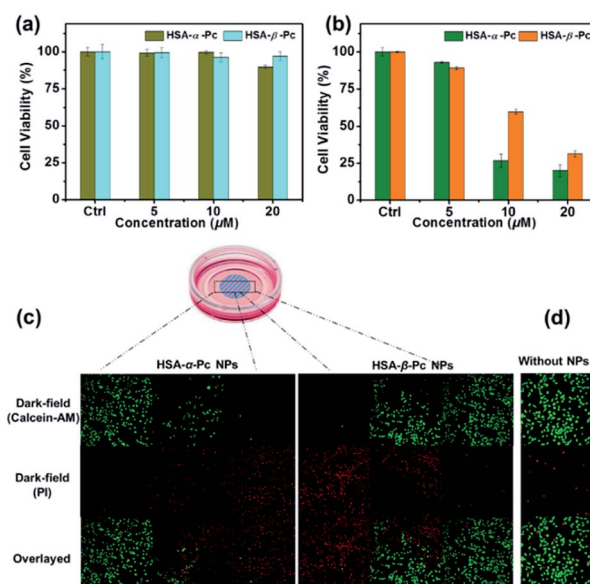 (a)
HSA-α-Pc HSA-β-Pc
Cell Viability (%)
100
75
50
25
0
Ctrl 5 10 20
Concentration (μM)
(b)
HSA-α-Pc HSA-β-Pc
Cell Viability (%)
100
75
50
25
0
Ctrl 5 10 20
Concentration (μM)
(c)
(d)
HSA-α-Pc NPs HSA-β-Pc NPs Without NPs
Dark-field
(Calcein-AM)
Dark-field
(PI)
Overlayed